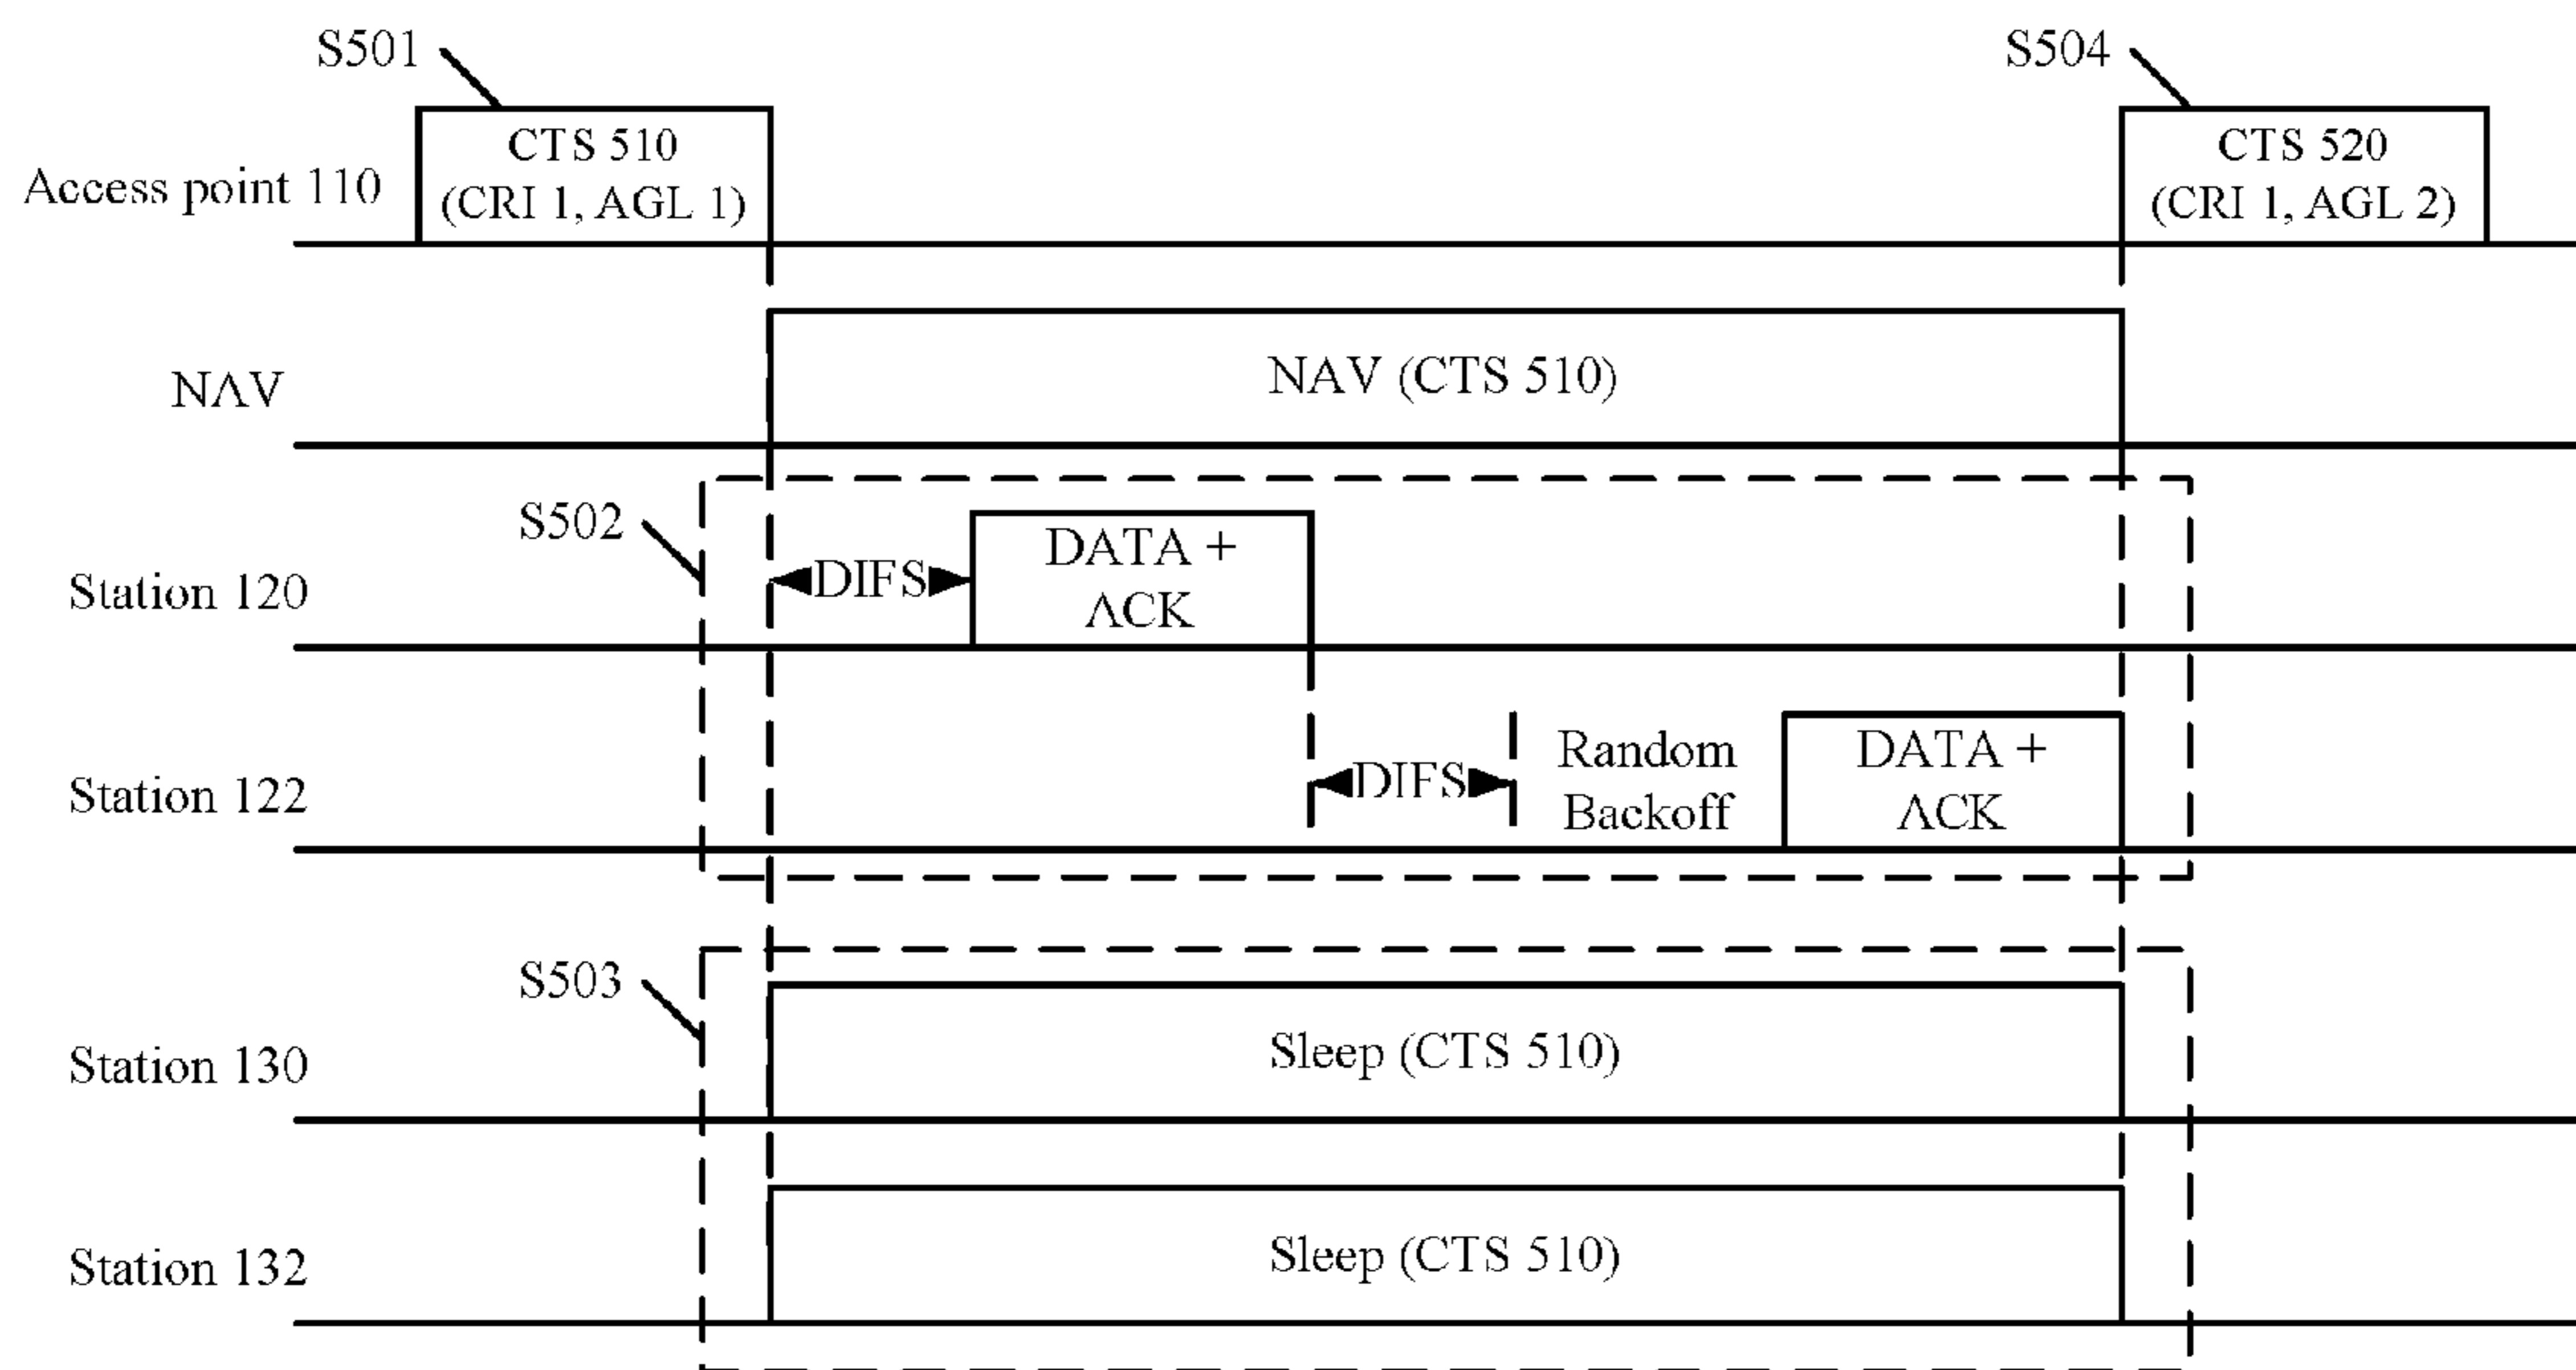 S501
S504
CTS 510
(CRI 1, AGL 1)
CTS 520
(CRI 1, AGL 2)
Access point 110
NAV
NAV (CTS 510)
S502
Station 120
DIFS
DATA +
ACK
Station 122
DIFS
Random
Backoff
DATA +
ACK
S503
Station 130
Sleep (CTS 510)
Station 132
Sleep (CTS 510)